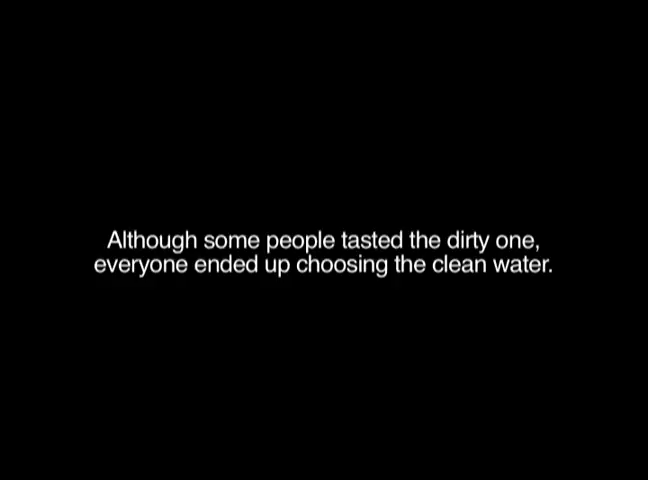 Although some people tasted the dirty one,
everyone ended up choosing the clean water.